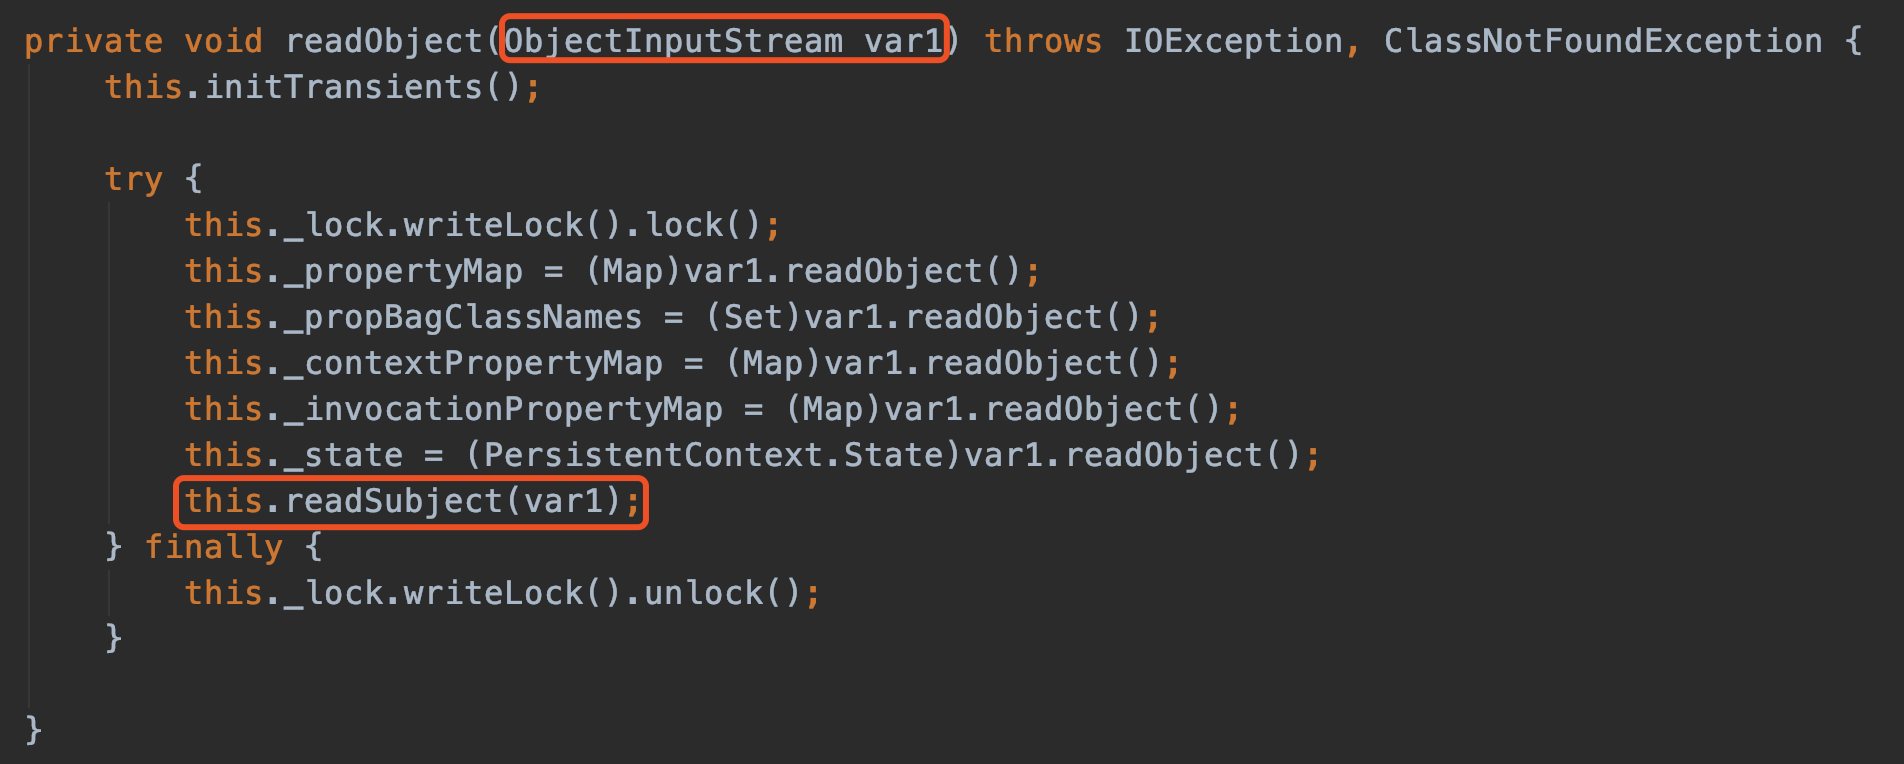 private void readObject(ObjectInputStream var1) throws IOException, ClassNotFoundException {
    this.initTransients();

    try {
        this._lock.writeLock().lock();
        this._propertyMap = (Map)var1.readObject();
        this._propBagClassNames = (Set)var1.readObject();
        this._contextPropertyMap = (Map)var1.readObject();
        this._invocationPropertyMap = (Map)var1.readObject();
        this._state = (PersistentContext.State)var1.readObject();
        this.readSubject(var1);
    } finally {
        this._lock.writeLock().unlock();
    }

}